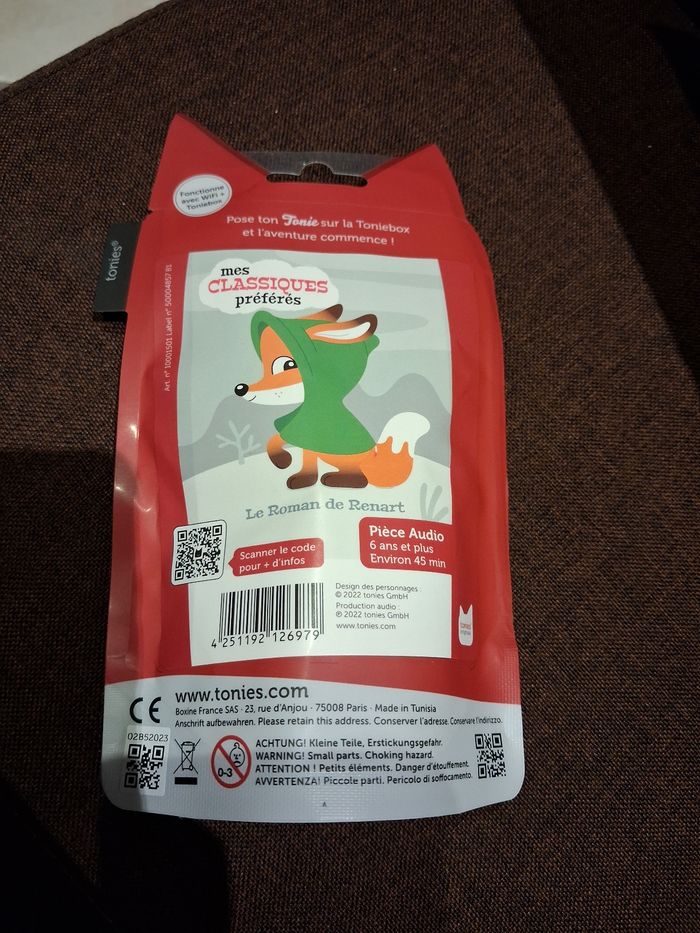 Fonctionne
avec WiFi +
Toniebox
Pose ton Tonie sur la Toniebox
et l'aventure commence !
tonies®
Art. n° 10001501 Label n° 50004857 B1
mes
CLASSIQUES
préférés
Le Roman de Renart
Pièce Audio
6 ans et plus
Environ 45 min
Scanner le code
pour + d'infos
Design des personnages :
© 2022 tonies GmbH
Production audio :
℗ 2022 tonies GmbH
www.tonies.com
4 251192 126979
www.tonies.com
Boxine France SAS · 23, rue d'Anjou · 75008 Paris · Made in Tunisia
Anschrift aufbewahren. Please retain this address. Conserver l'adresse. Conservare l'indirizzo.
CE
02B52023
0-3
ACHTUNG! Kleine Teile, Erstickungsgefahr.
WARNING! Small parts. Choking hazard.
ATTENTION ! Petits éléments. Danger d'étouffement.
AVVERTENZA! Piccole parti. Pericolo di soffocamento.